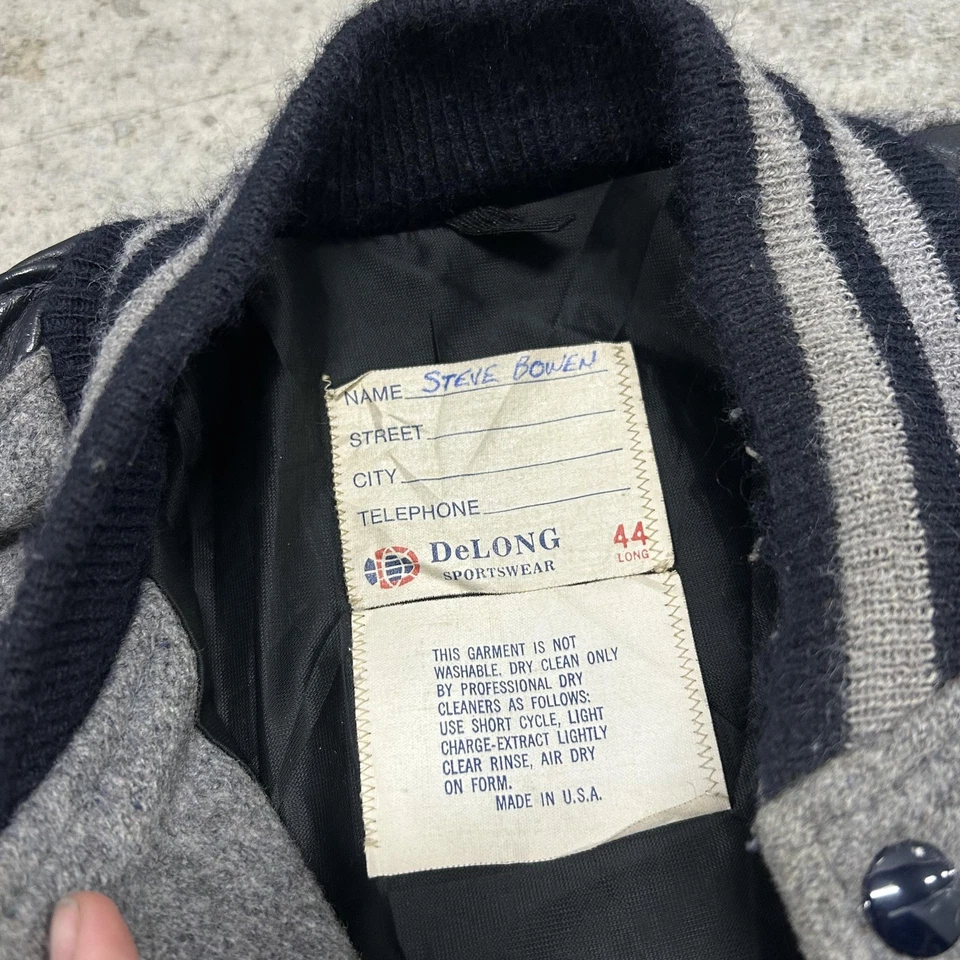 NAME STEVE BOWEN
STREET
CITY
TELEPHONE
DeLONG 44
SPORTSWEAR LONG
THIS GARMENT IS NOT
WASHABLE. DRY CLEAN ONLY
BY PROFESSIONAL DRY
CLEANERS AS FOLLOWS:
USE SHORT CYCLE, LIGHT
CHARGE-EXTRACT LIGHTLY
CLEAR RINSE, AIR DRY
ON FORM.
MADE IN U.S.A.